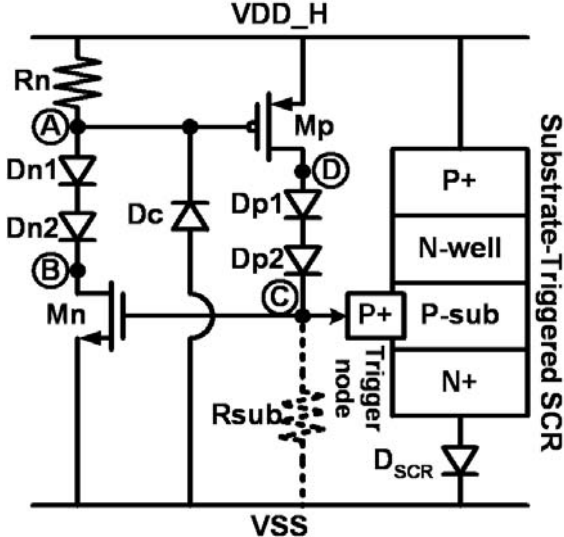 VDD_H
Rn
A
Mp
Dn1
D
P+
Dn2
Dc
Dp1
N-well
B
Dp2
C
Mn
P+
P-sub
Trigger
node
N+
Rsub
DSCR
VSS
Substrate-Triggered SCR